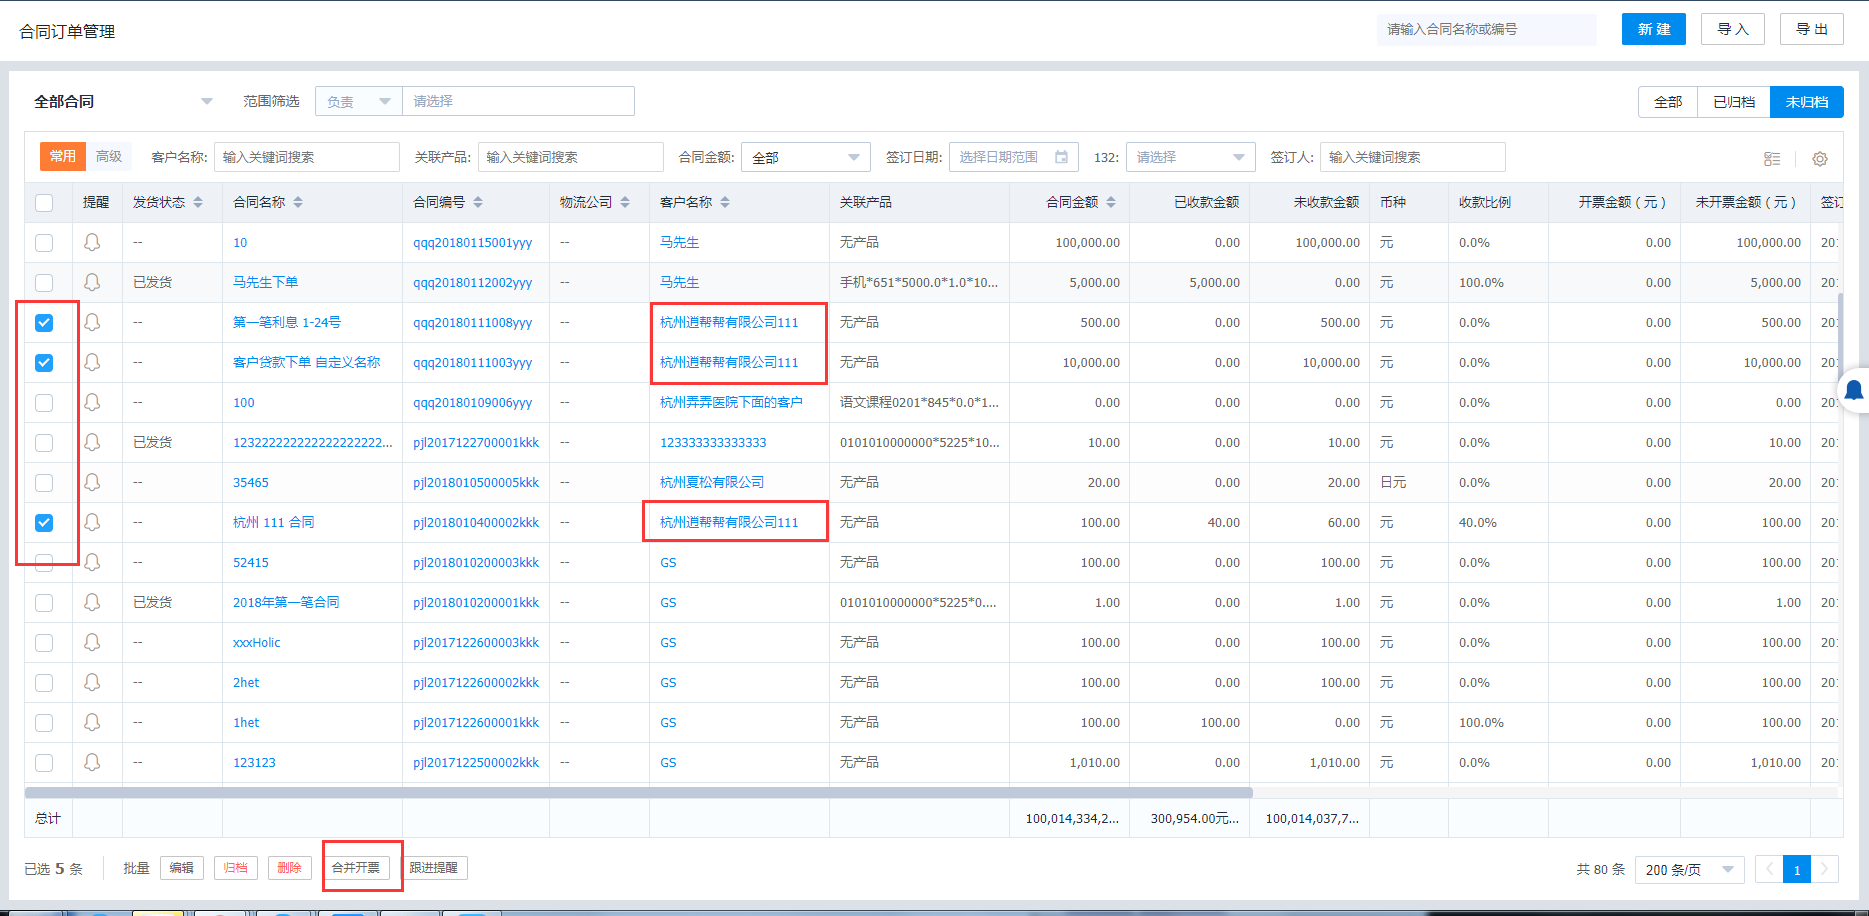 合同订单管理 请输入合同名称或编号 新 建 导 入 导 出
全部合同 范围筛选 负责 请选择 全部 已归档 未归档
常用 高级 客户名称: 输入关键词搜索 关联产品: 输入关键词搜索 合同金额: 全部 签订日期: 选择日期范围 132: 请选择 签订人: 输入关键词搜索
提醒 发货状态 合同名称 合同编号 物流公司 客户名称 关联产品 合同金额 已收款金额 未收款金额 币种 收款比例 开票金额（元） 未开票金额（元） 签订
-- 10 qqq20180115001yyy -- 马先生 无产品 100,000.00 0.00 100,000.00 元 0.0% 0.00 100,000.00 201
已发货 马先生下单 qqq20180112002yyy -- 马先生 手机*651*5000.0*1.0*10... 5,000.00 5,000.00 0.00 元 100.0% 0.00 5,000.00 201
-- 第一笔利息 1-24号 qqq20180111008yyy -- 杭州逍帮帮有限公司111 无产品 500.00 0.00 500.00 元 0.0% 0.00 500.00 201
-- 客户贷款下单 自定义名称 qqq20180111003yyy -- 杭州逍帮帮有限公司111 无产品 10,000.00 0.00 10,000.00 元 0.0% 0.00 10,000.00 201
-- 100 qqq20180109006yyy -- 杭州弄弄医院下面的客户 语文课程0201*845*0.0*1... 0.00 0.00 0.00 元 0.0% 0.00 0.00 201
已发货 123222222222222222222... pjl2017122700001kkk -- 123333333333333 0101010000000*5225*10... 10.00 0.00 10.00 元 0.0% 0.00 10.00 201
-- 35465 pjl2018010500005kkk -- 杭州夏松有限公司 无产品 20.00 0.00 20.00 日元 0.0% 0.00 20.00 201
-- 杭州 111 合同 pjl2018010400002kkk -- 杭州逍帮帮有限公司111 无产品 100.00 40.00 60.00 元 40.0% 0.00 100.00 201
-- 52415 pjl2018010200003kkk -- GS 无产品 100.00 0.00 100.00 元 0.0% 0.00 100.00 201
已发货 2018年第一笔合同 pjl2018010200001kkk -- GS 0101010000000*5225*0.... 1.00 0.00 1.00 元 0.0% 0.00 1.00 201
-- xxxHolic pjl2017122600003kkk -- GS 无产品 100.00 0.00 100.00 元 0.0% 0.00 100.00 201
-- 2het pjl2017122600002kkk -- GS 无产品 100.00 0.00 100.00 元 0.0% 0.00 100.00 201
-- 1het pjl2017122600001kkk -- GS 无产品 100.00 100.00 0.00 元 100.0% 0.00 100.00 201
-- 123123 pjl2017122500002kkk -- GS 无产品 1,010.00 0.00 1,010.00 元 0.0% 0.00 1,010.00 201
总计 100,014,334,2... 300,954.00元... 100,014,037,7...
已选 5 条 批量 编辑 归档 删除 合并开票 跟进提醒 共 80 条 200 条/页 1